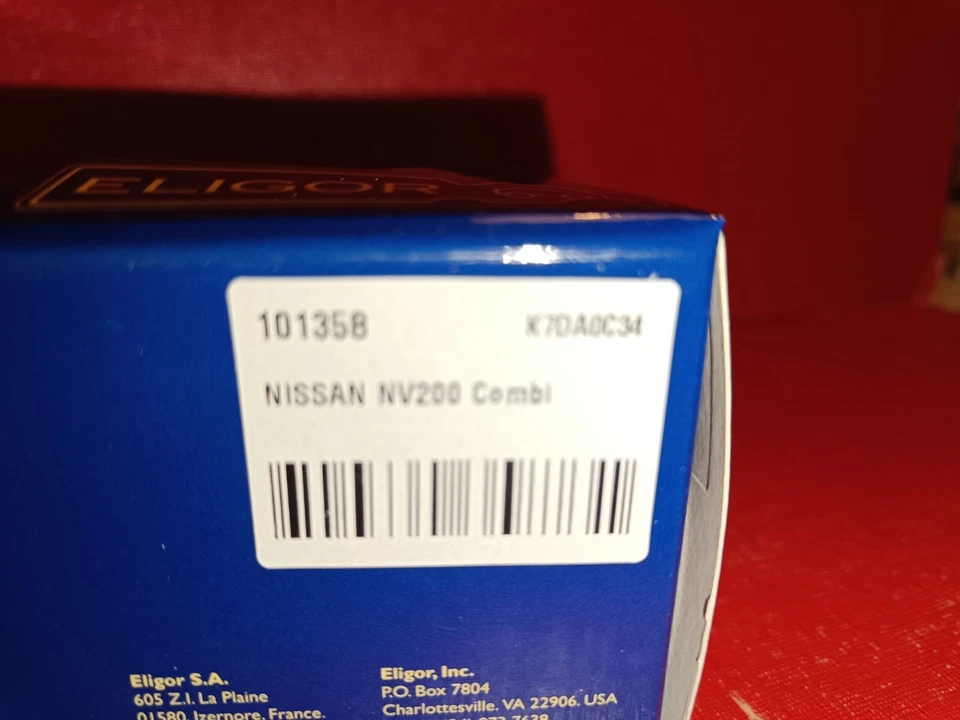 ELIGOR
101358 K7DA0C34
NISSAN NV200 Combi
Eligor S.A.
605 Z.I. La Plaine
01580. Izernore, France.
Eligor, Inc.
P.O. Box 7804
Charlottesville. VA 22906. USA